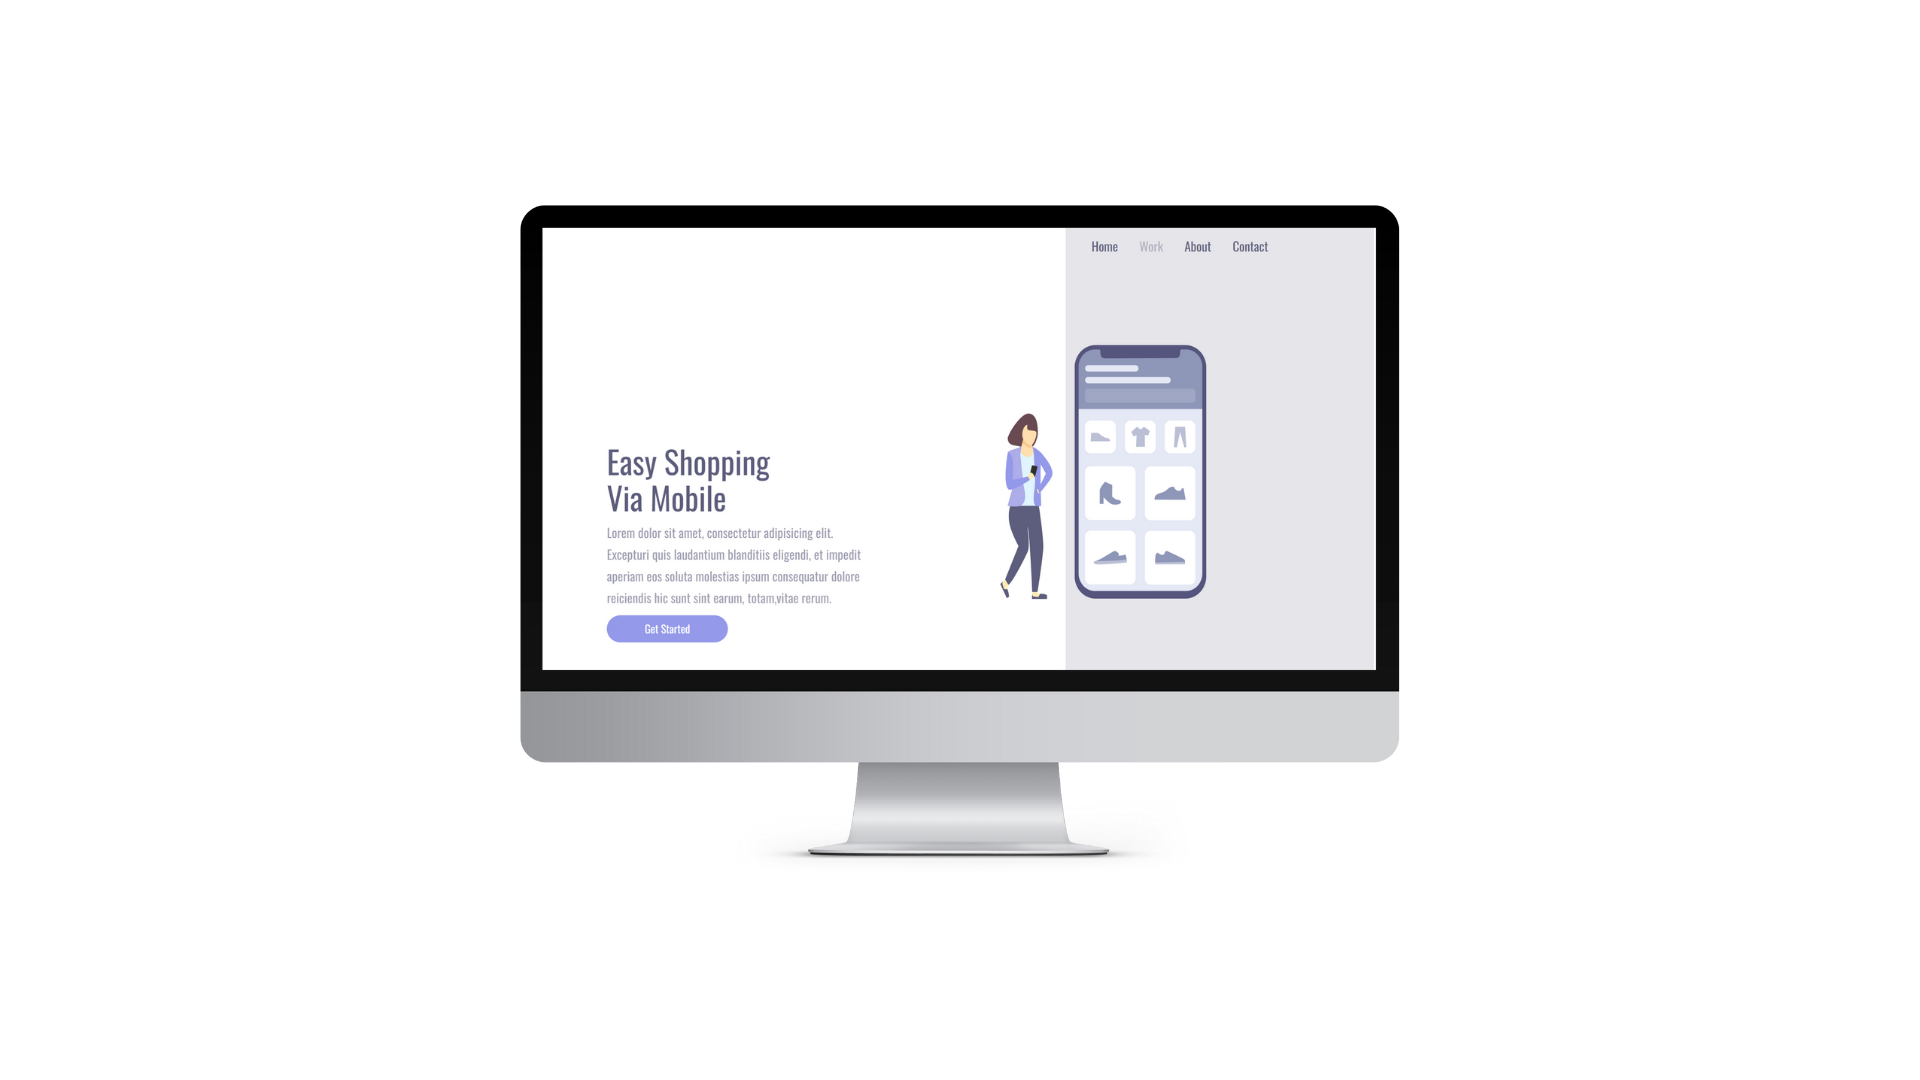 Home Work About Contact
Easy Shopping
Via Mobile
Lorem dolor sit amet, consectetur adipisicing elit.
Excepturi quis laudantium blanditiis eligendi, et impedit
aperiam eos soluta molestias ipsum consequatur dolore
reiciendis hic sunt sint earum, totam,vitae rerum.
Get Started